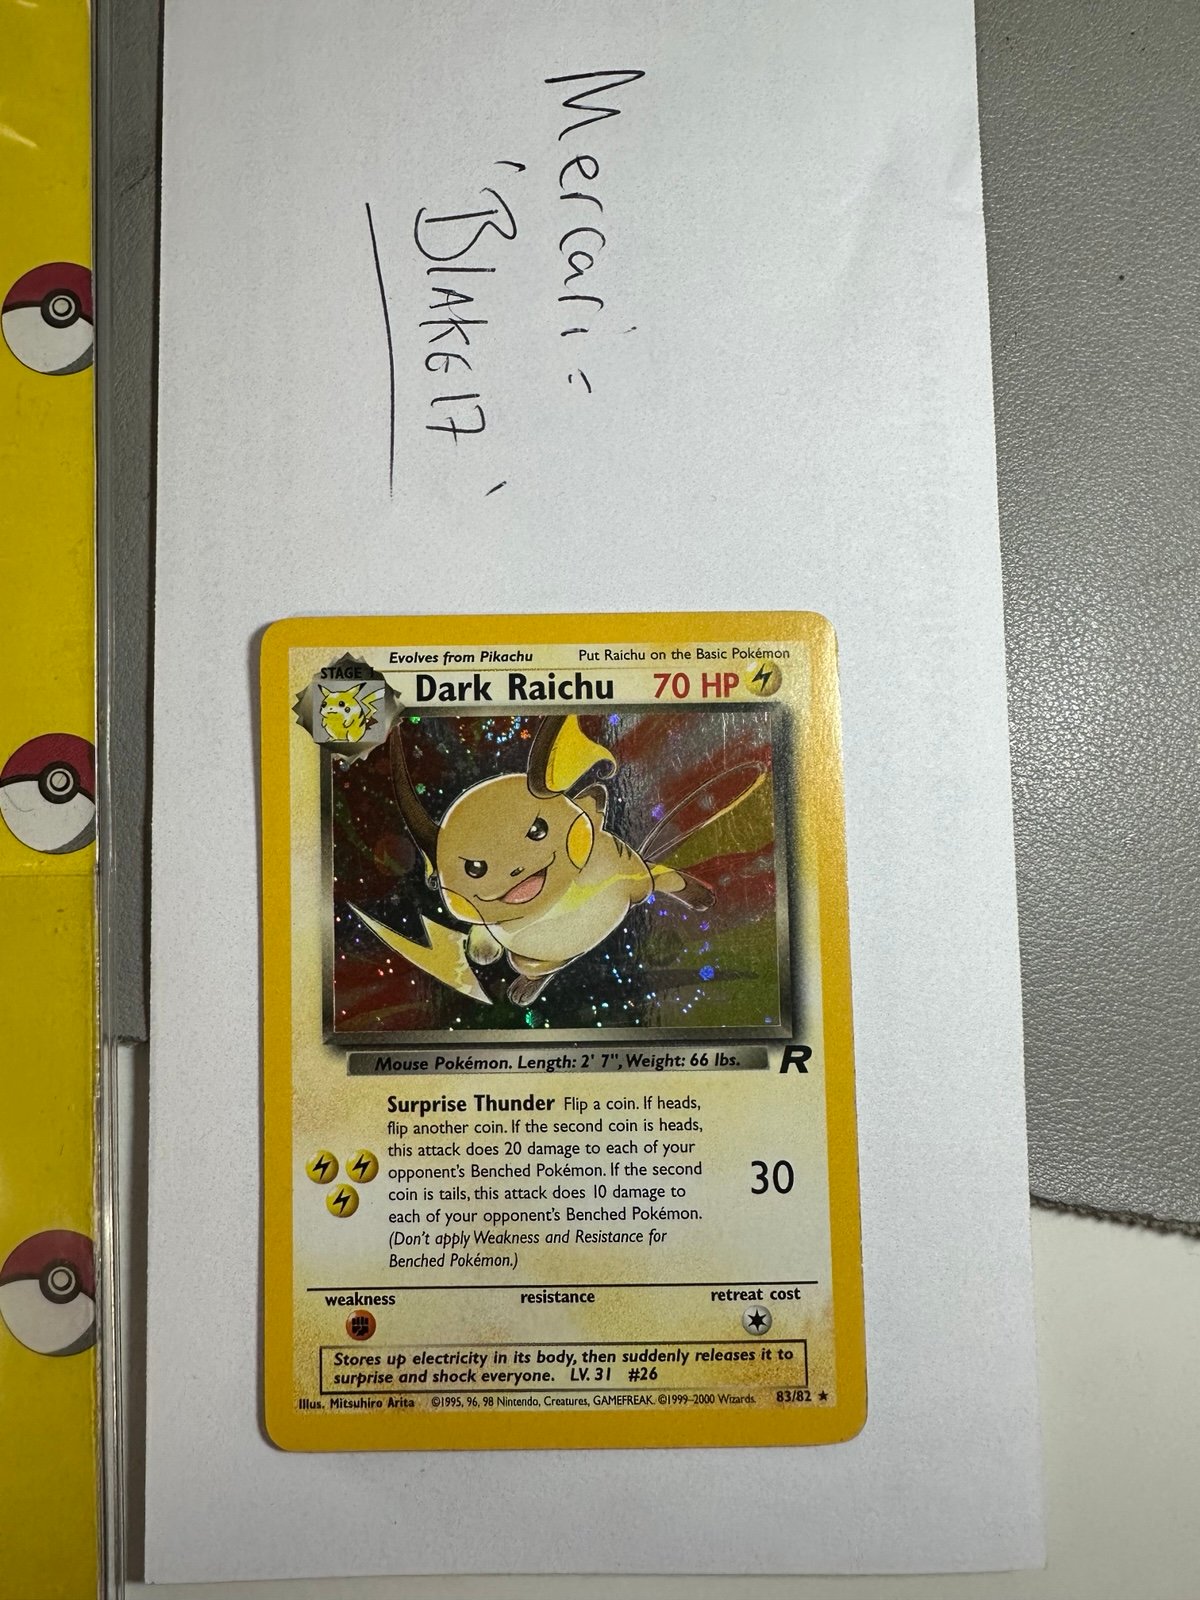 Mercari =
'BlAKE17'
Evolves from Pikachu Put Raichu on the Basic Pokémon
STAGE 1
Dark Raichu 70 HP
Mouse Pokémon. Length: 2' 7", Weight: 66 lbs. R
Surprise Thunder Flip a coin. If heads,
flip another coin. If the second coin is heads,
this attack does 20 damage to each of your
opponent's Benched Pokémon. If the second
coin is tails, this attack does 10 damage to
each of your opponent's Benched Pokémon.
(Don't apply Weakness and Resistance for
Benched Pokémon.)
30
weakness resistance retreat cost
Stores up electricity in its body, then suddenly releases it to
surprise and shock everyone. LV. 31 #26
Illus. Mitsuhiro Arita ©1995, 96, 98 Nintendo, Creatures, GAMEFREAK. ©1999-2000 Wizards. 83/82 ★